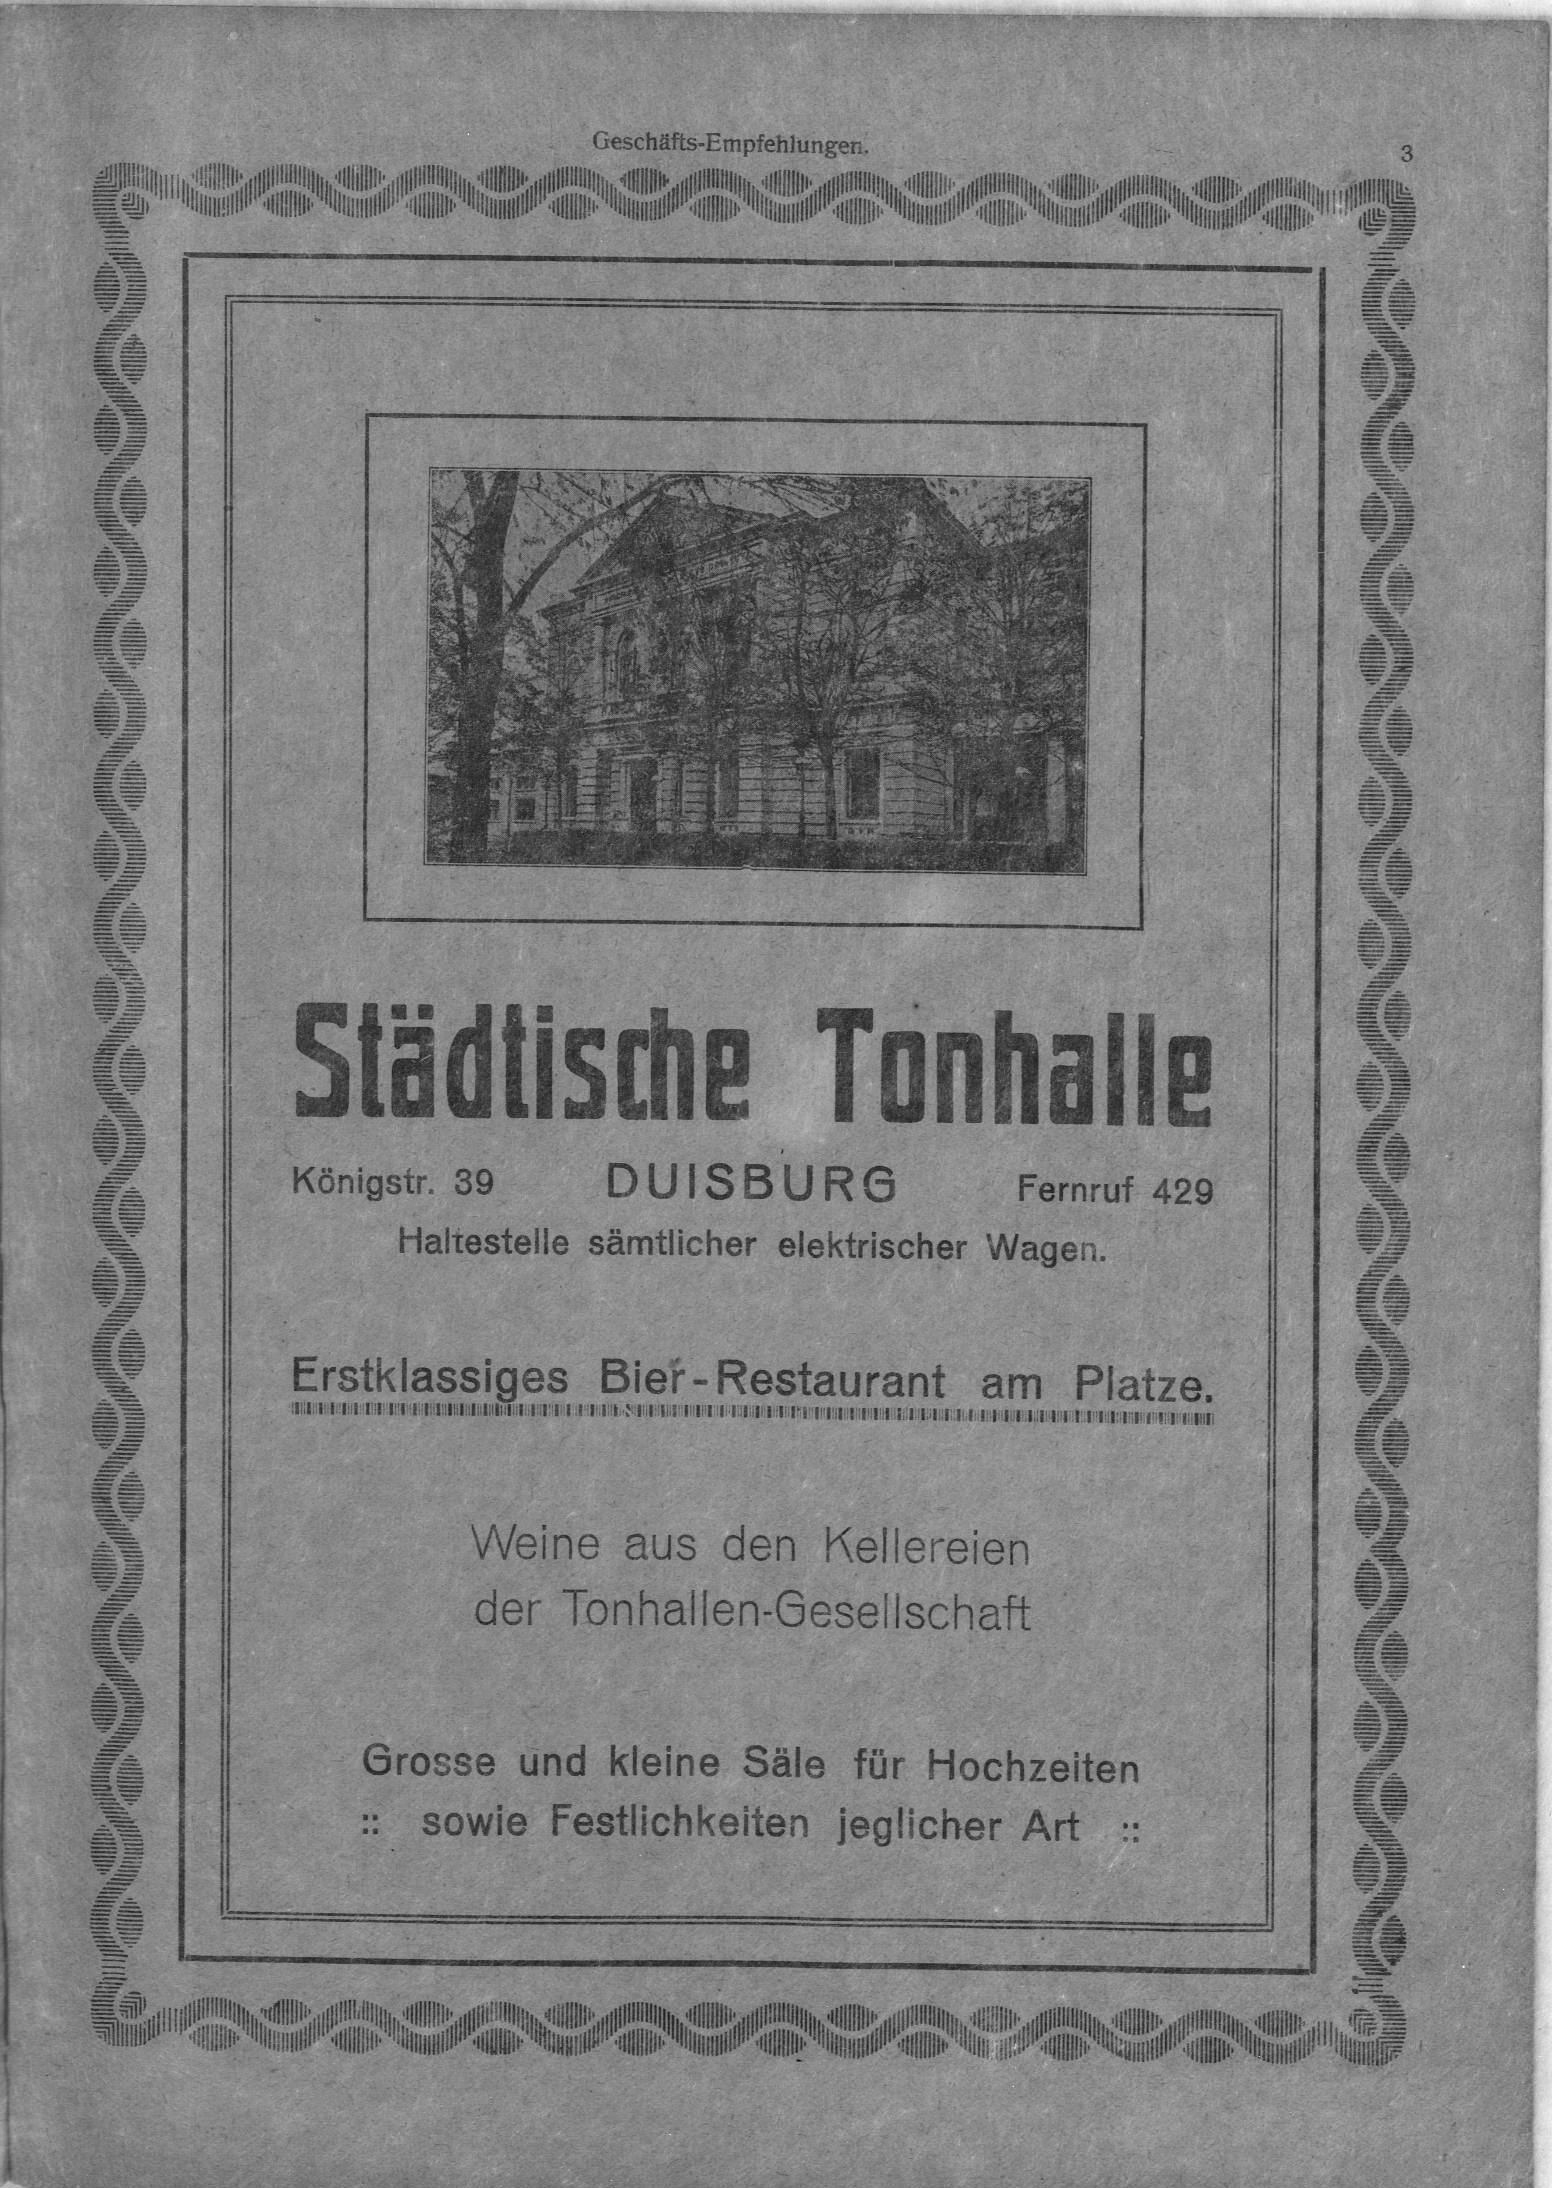 Geschäfts-Empfehlungen.
3
Städtische Tonhalle
Königstr. 39 DUISBURG Fernruf 429
Haltestelle sämtlicher elektrischer Wagen.
Erstklassiges Bier-Restaurant am Platze.
Weine aus den Kellereien
der Tonhallen-Gesellschaft
Grosse und kleine Säle für Hochzeiten
:: sowie Festlichkeiten jeglicher Art ::